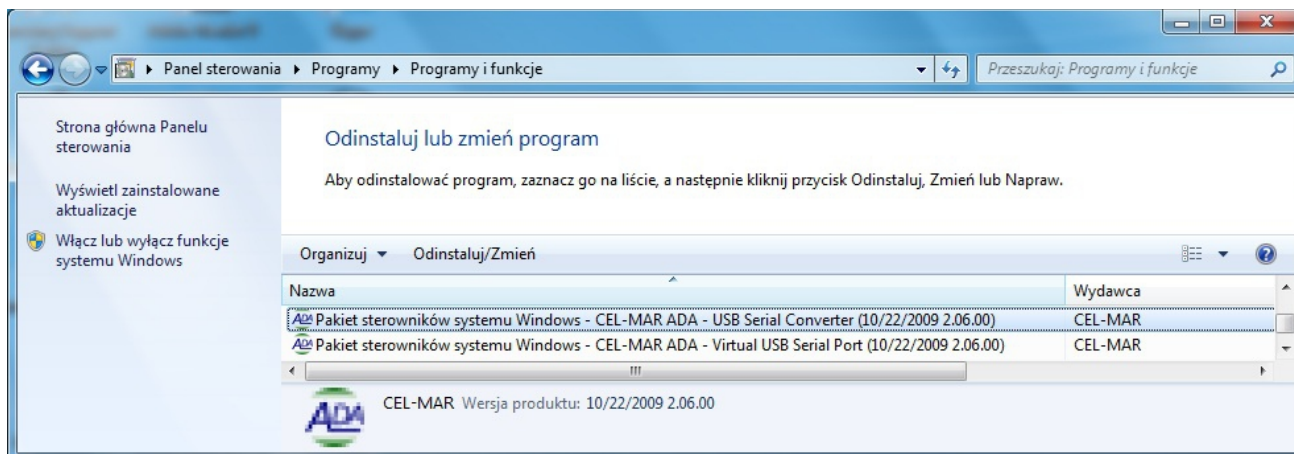 Panel sterowania ▸ Programy ▸ Programy i funkcje
Przeszukaj: Programy i funkcje
Strona główna Panelu
sterowania
Wyświetl zainstalowane
aktualizacje
Włącz lub wyłącz funkcje
systemu Windows
Odinstaluj lub zmień program
Aby odinstalować program, zaznacz go na liście, a następnie kliknij przycisk Odinstaluj, Zmień lub Napraw.
Organizuj Odinstaluj/Zmień
Nazwa Wydawca
ADA Pakiet sterowników systemu Windows - CEL-MAR ADA - USB Serial Converter (10/22/2009 2.06.00) CEL-MAR
ADA Pakiet sterowników systemu Windows - CEL-MAR ADA - Virtual USB Serial Port (10/22/2009 2.06.00) CEL-MAR
ADA CEL-MAR Wersja produktu: 10/22/2009 2.06.00